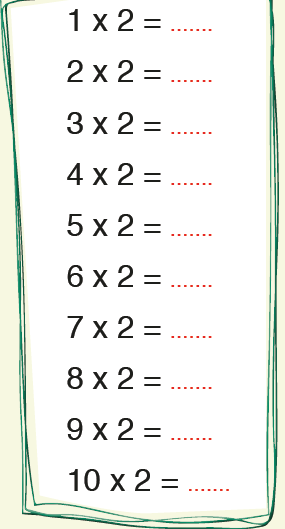 1 x 2 = .......
2 x 2 = .......
3 x 2 = .......
4 x 2 = .......
5 x 2 = .......
6 x 2 = .......
7 x 2 = .......
8 x 2 = .......
9 x 2 = .......
10 x 2 = .......